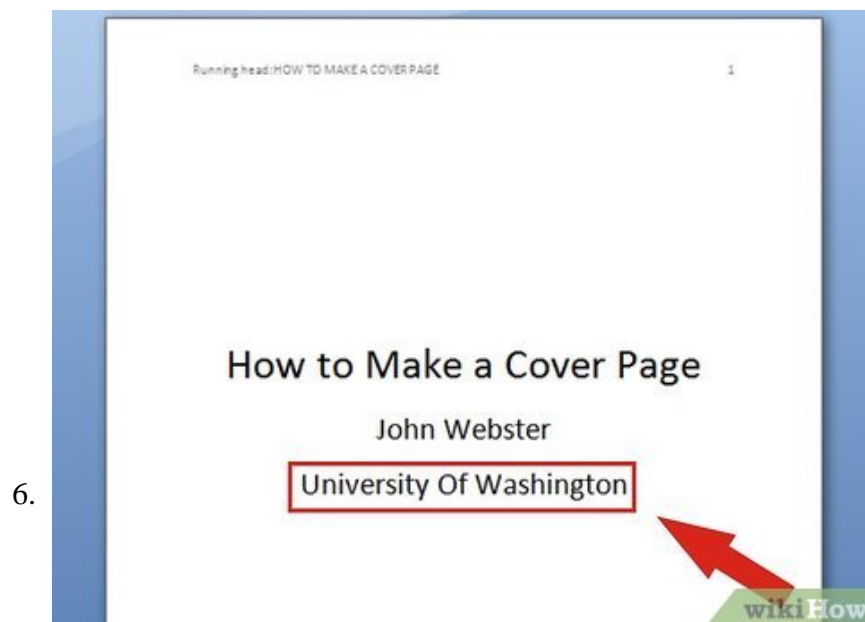 Running head:HOW TO MAKE A COVER PAGE 1
How to Make a Cover Page
John Webster
6.
University Of Washington
wikiHow